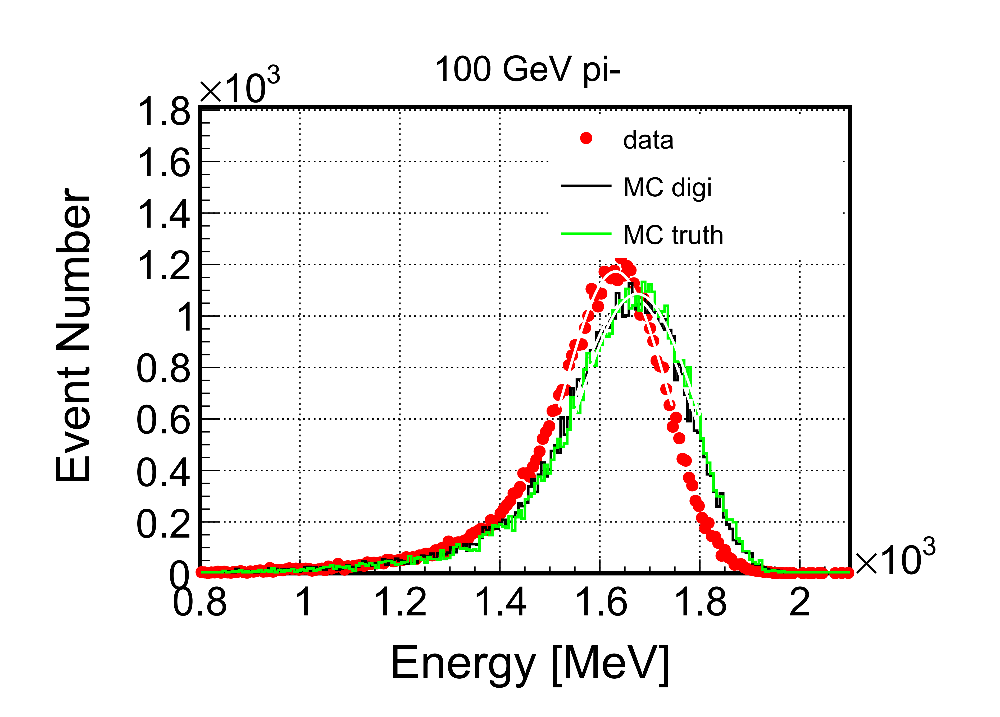 100 GeV pi-
×10³
1.8
1.6
1.4
1.2
1
0.8
0.6
0.4
0.2
0
Event Number
data
MC digi
MC truth
0.8 1 1.2 1.4 1.6 1.8 2
×10³
Energy [MeV]